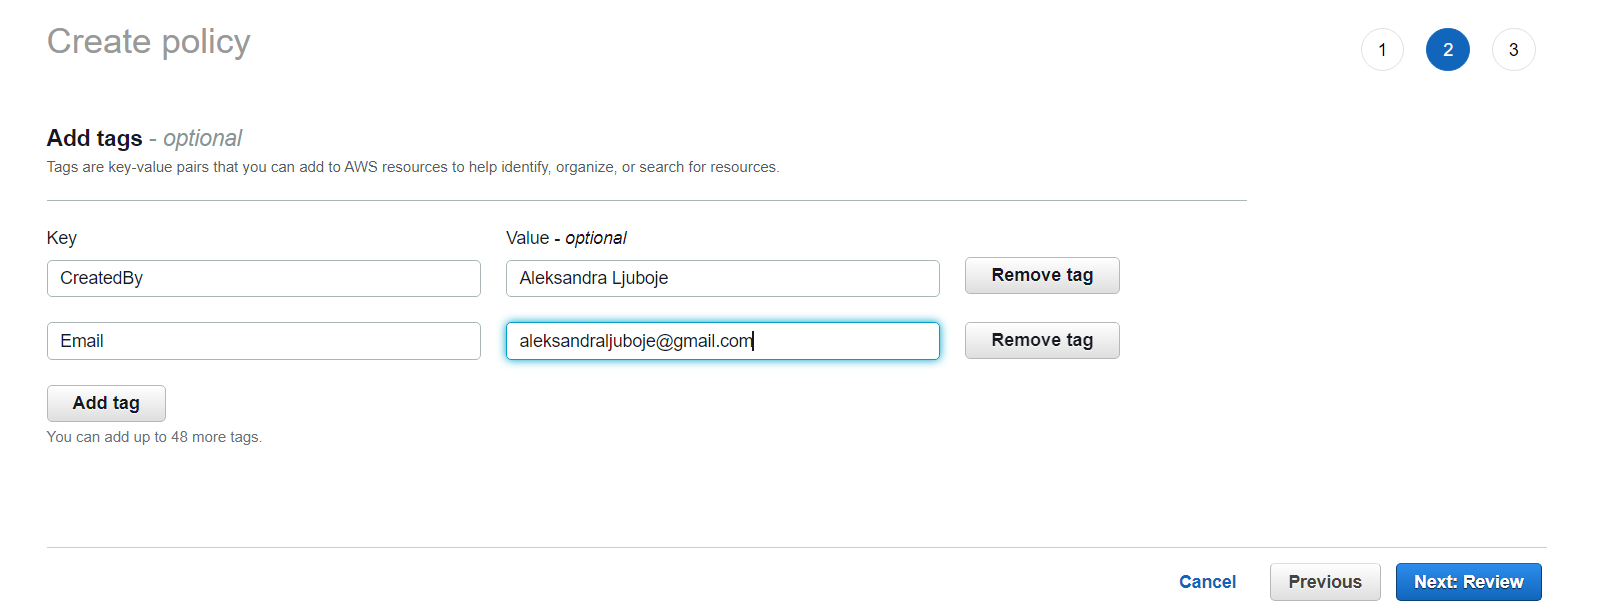 Create policy
1 2 3
Add tags - optional
Tags are key-value pairs that you can add to AWS resources to help identify, organize, or search for resources.
Key Value - optional
CreatedBy Aleksandra Ljuboje Remove tag
Email aleksandraljuboje@gmail.com Remove tag
Add tag
You can add up to 48 more tags.
Cancel Previous Next: Review